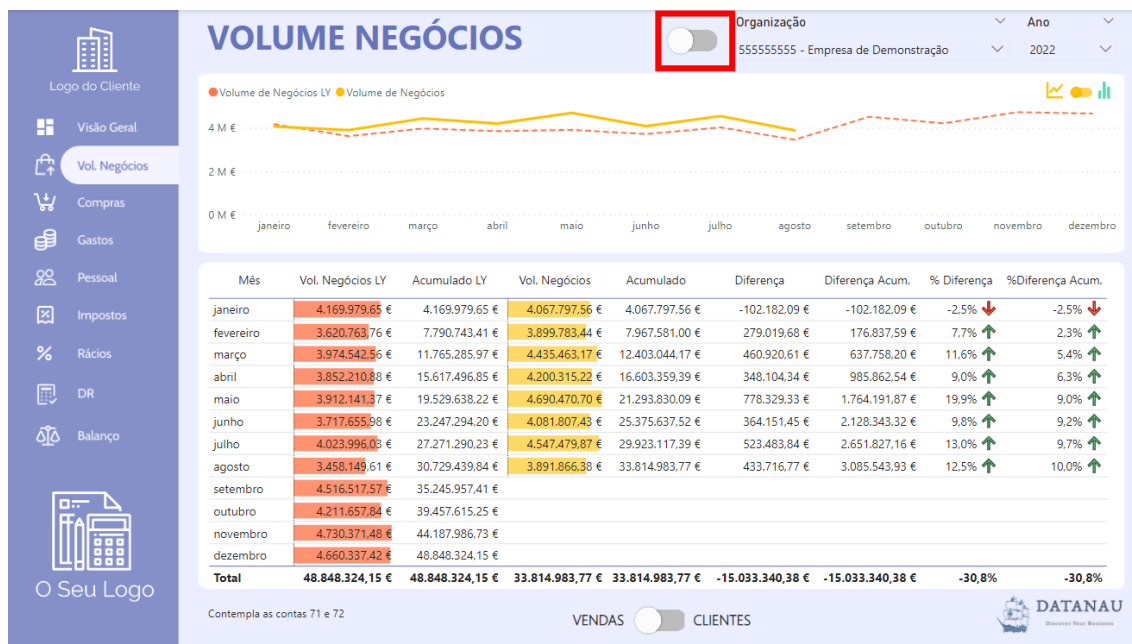 Logo do Cliente
Visão Geral
Vol. Negócios
Compras
Gastos
Pessoal
Impostos
Rácios
DR
Balanço
O Seu Logo
VOLUME NEGÓCIOS
Organização
555555555 - Empresa de Demonstração
Ano
2022
Volume de Negócios LY Volume de Negócios
4 M €
2 M €
0 M €
janeiro fevereiro março abril maio junho julho agosto setembro outubro novembro dezembro
Mês Vol. Negócios LY Acumulado LY Vol. Negócios Acumulado Diferença Diferença Acum. % Diferença %Diferença Acum.
janeiro 4.169.979,65 € 4.169.979,65 € 4.067.797,56 € 4.067.797,56 € -102.182,09 € -102.182,09 € -2,5% -2,5%
fevereiro 3.620.763,76 € 7.790.743,41 € 3.899.783,44 € 7.967.581,00 € 279.019,68 € 176.837,59 € 7,7% 2,3%
março 3.974.542,56 € 11.765.285,97 € 4.435.463,17 € 12.403.044,17 € 460.920,61 € 637.758,20 € 11,6% 5,4%
abril 3.852.210,88 € 15.617.496,85 € 4.200.315,22 € 16.603.359,39 € 348.104,34 € 985.862,54 € 9,0% 6,3%
maio 3.912.141,37 € 19.529.638,22 € 4.690.470,70 € 21.293.830,09 € 778.329,33 € 1.764.191,87 € 19,9% 9,0%
junho 3.717.655,98 € 23.247.294,20 € 4.081.807,43 € 25.375.637,52 € 364.151,45 € 2.128.343,32 € 9,8% 9,2%
julho 4.023.996,03 € 27.271.290,23 € 4.547.479,87 € 29.923.117,39 € 523.483,84 € 2.651.827,16 € 13,0% 9,7%
agosto 3.458.149,61 € 30.729.439,84 € 3.891.866,38 € 33.814.983,77 € 433.716,77 € 3.085.543,93 € 12,5% 10,0%
setembro 4.516.517,57 € 35.245.957,41 €
outubro 4.211.657,84 € 39.457.615,25 €
novembro 4.730.371,48 € 44.187.986,73 €
dezembro 4.660.337,42 € 48.848.324,15 €
Total 48.848.324,15 € 48.848.324,15 € 33.814.983,77 € 33.814.983,77 € -15.033.340,38 € -15.033.340,38 € -30,8% -30,8%
Contempla as contas 71 e 72
VENDAS CLIENTES
DATANAU
Discover Your Business